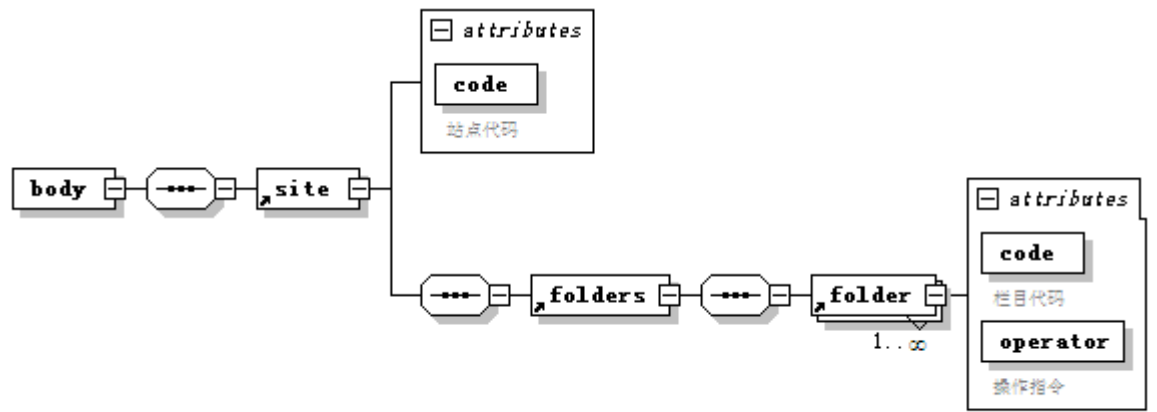 attributes
code
站点代码
body
site
attributes
code
栏目代码
folders
folder
1..∞
operator
操作指令